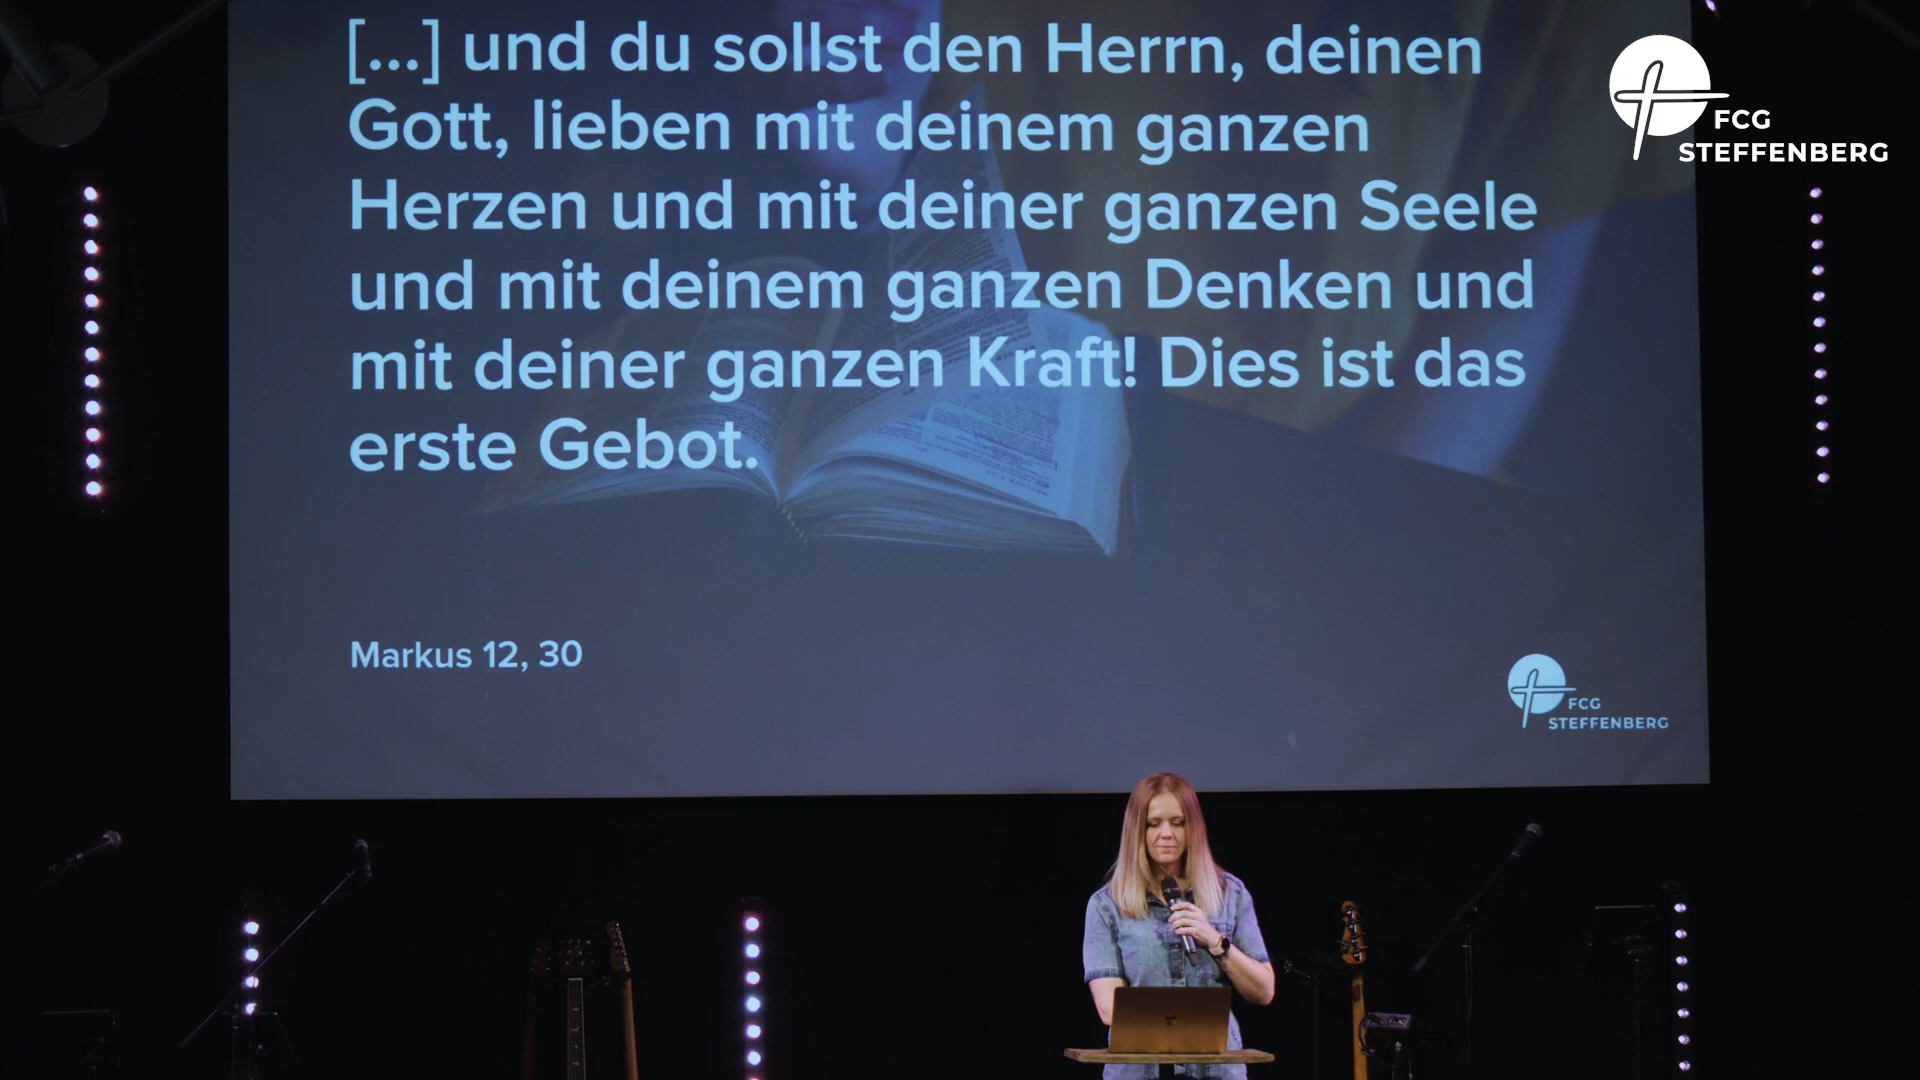 [...] und du sollst den Herrn, deinen
Gott, lieben mit deinem ganzen
Herzen und mit deiner ganzen Seele
und mit deinem ganzen Denken und
mit deiner ganzen Kraft! Dies ist das
erste Gebot.
Markus 12, 30
FCG
STEFFENBERG
FCG
STEFFENBERG